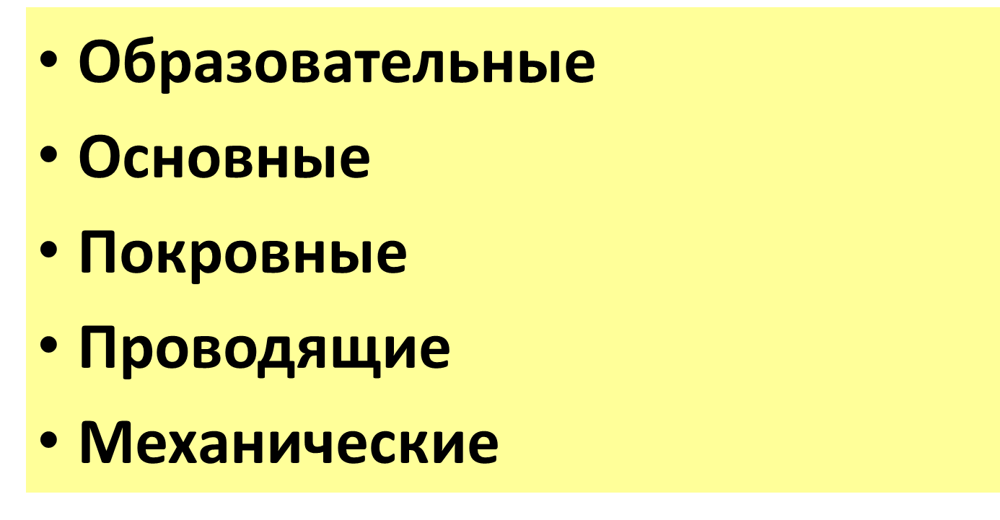 • Образовательные
• Основные
• Покровные
• Проводящие
• Механические